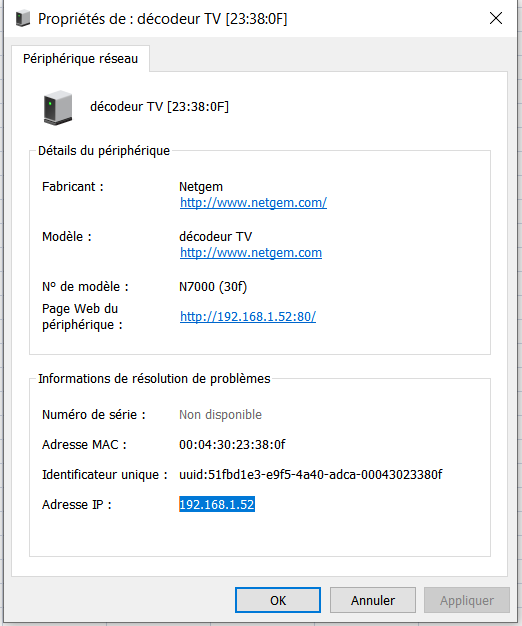 Propriétés de : décodeur TV [23:38:0F]
Périphérique réseau
décodeur TV [23:38:0F]
Détails du périphérique
Fabricant : Netgem
http://www.netgem.com/
Modèle : décodeur TV
http://www.netgem.com
N° de modèle : N7000 (30f)
Page Web du
périphérique : http://192.168.1.52:80/
Informations de résolution de problèmes
Numéro de série : Non disponible
Adresse MAC : 00:04:30:23:38:0f
Identificateur unique : uuid:51fbd1e3-e9f5-4a40-adca-00043023380f
Adresse IP : 192.168.1.52
OK Annuler Appliquer